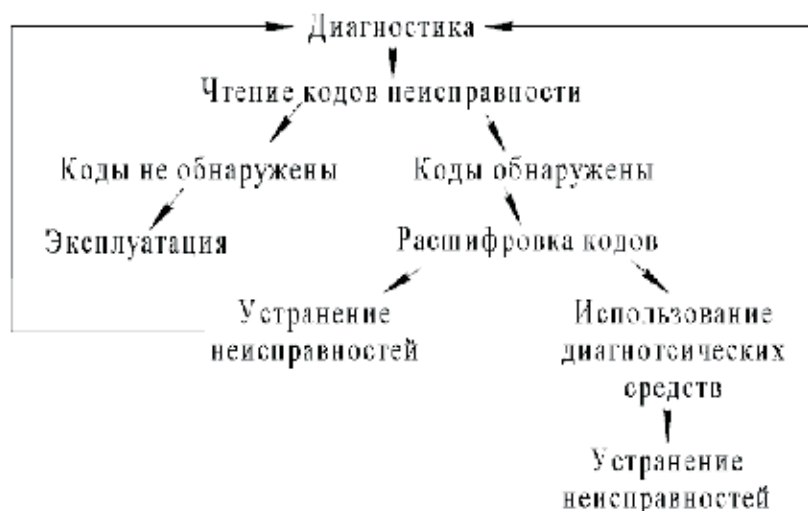 Диагностика
Чтение кодов неисправности
Коды не обнаружены
Коды обнаружены
Эксплуатация
Расшифровка кодов
Устранение
неисправностей
Использование
диагнотсических
средств
Устранение
неисправностей